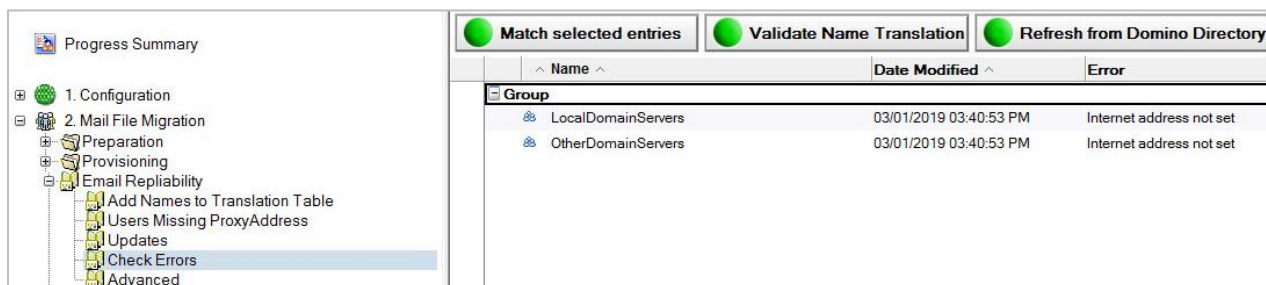 Progress Summary
1. Configuration
2. Mail File Migration
Preparation
Provisioning
Email Repliability
Add Names to Translation Table
Users Missing ProxyAddress
Updates
Check Errors
Advanced
Match selected entries Validate Name Translation Refresh from Domino Directory
Name Date Modified Error
Group
LocalDomainServers 03/01/2019 03:40:53 PM Internet address not set
OtherDomainServers 03/01/2019 03:40:53 PM Internet address not set